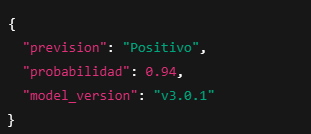 {
"prevision": "Positivo",
"probabilidad": 0.94,
"model_version": "v3.0.1"
}